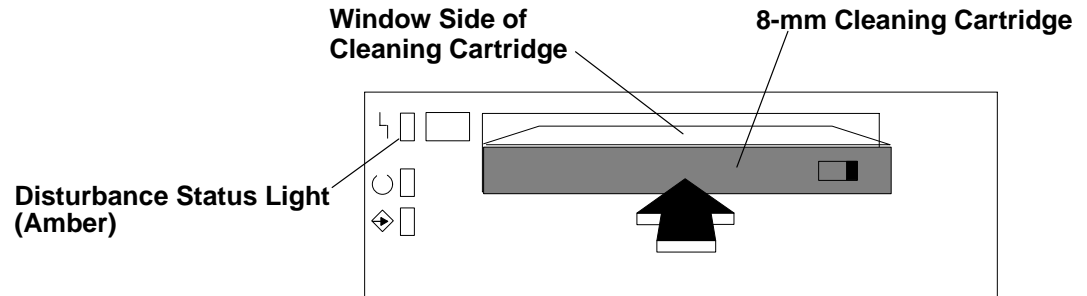 Window Side of
Cleaning Cartridge
8-mm Cleaning Cartridge
Disturbance Status Light
(Amber)